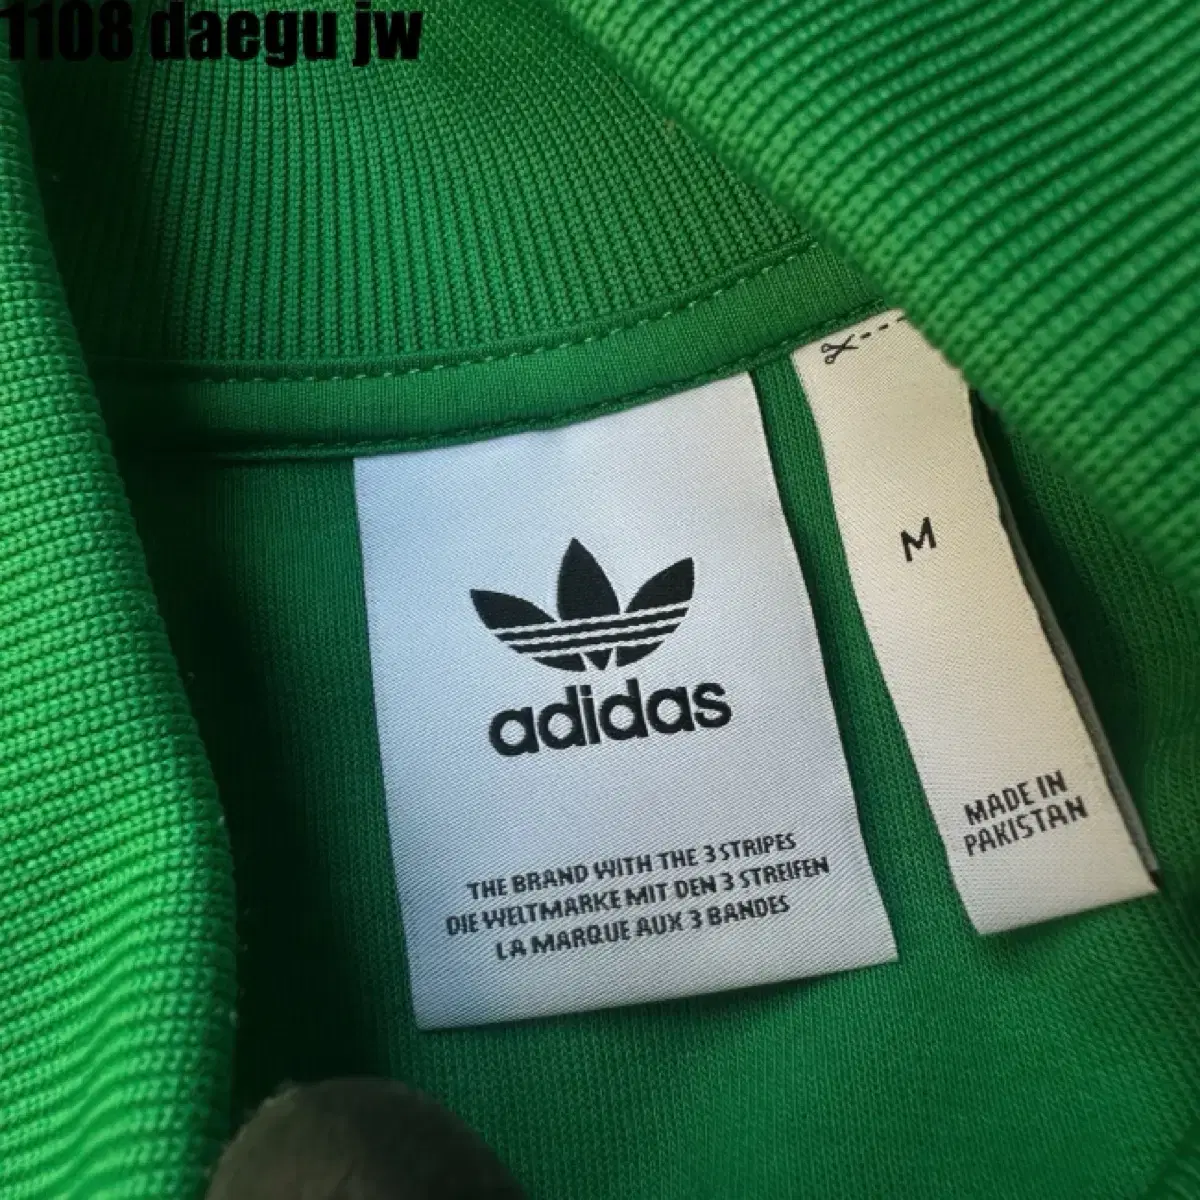 1108 daegu jw
adidas
THE BRAND WITH THE 3 STRIPES
DIE WELTMARKE MIT DEN 3 STREIFEN
LA MARQUE AUX 3 BANDES
M
MADE IN
PAKISTAN